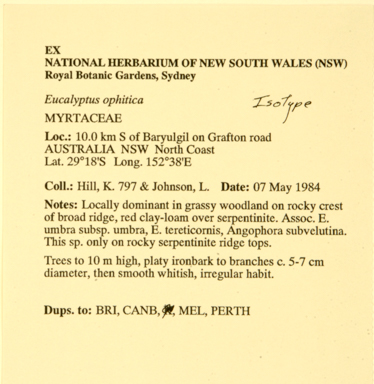 EX
NATIONAL HERBARIUM OF NEW SOUTH WALES (NSW)
Royal Botanic Gardens, Sydney
Eucalyptus ophitica
Isotype
MYRTACEAE
Loc.: 10.0 km S of Baryulgil on Grafton road
AUSTRALIA NSW North Coast
Lat. 29°18'S Long. 152°38'E
Coll.: Hill, K. 797 & Johnson, L. Date: 07 May 1984
Notes: Locally dominant in grassy woodland on rocky crest
of broad ridge, red clay-loam over serpentinite. Assoc. E.
umbra subsp. umbra, E. tereticornis, Angophora subvelutina.
This sp. only on rocky serpentinite ridge tops.
Trees to 10 m high, platy ironbark to branches c. 5-7 cm
diameter, then smooth whitish, irregular habit.
Dups. to: BRI, CANB, , MEL, PERTH